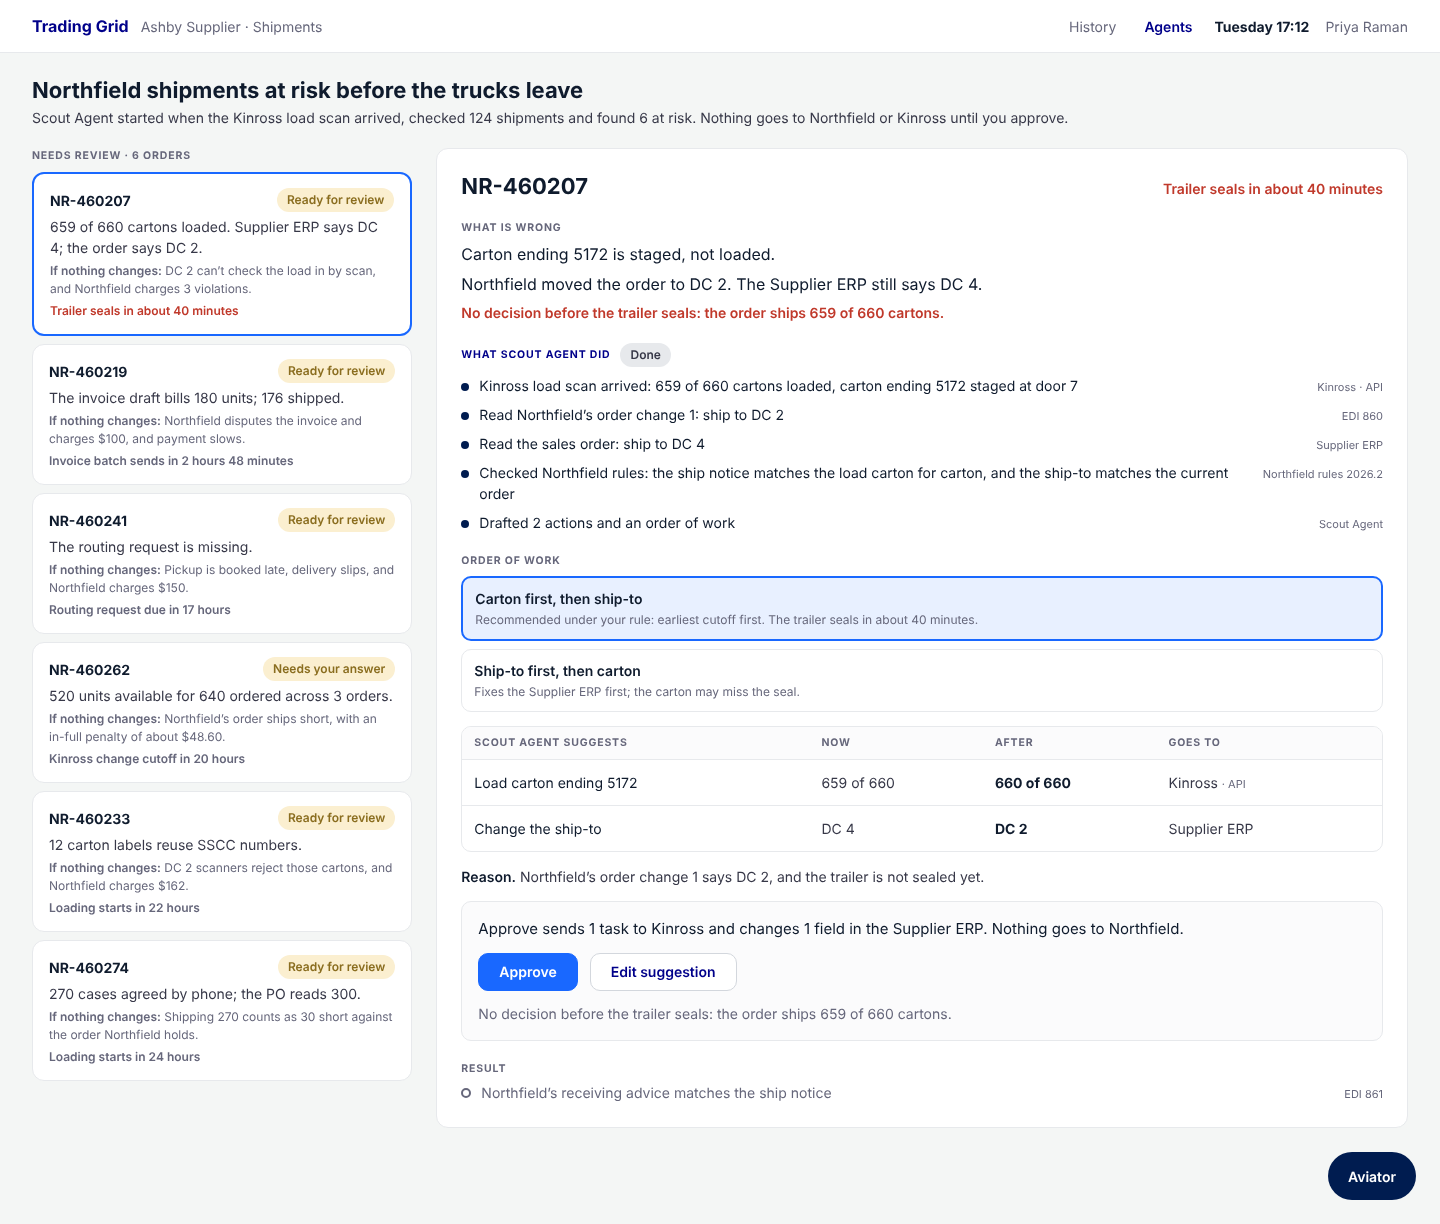 Trading Grid
Ashby Supplier · Shipments
History
Agents
Tuesday 17:12
Priya Raman
Northfield shipments at risk before the trucks leave
Scout Agent started when the Kinross load scan arrived, checked 124 shipments and found 6 at risk. Nothing goes to Northfield or Kinross until you approve.
NEEDS REVIEW · 6 ORDERS
NR-460207
Ready for review
659 of 660 cartons loaded. Supplier ERP says DC
4; the order says DC 2.
If nothing changes: DC 2 can’t check the load in by scan,
and Northfield charges 3 violations.
Trailer seals in about 40 minutes
NR-460219
Ready for review
The invoice draft bills 180 units; 176 shipped.
If nothing changes: Northfield disputes the invoice and
charges $100, and payment slows.
Invoice batch sends in 2 hours 48 minutes
NR-460241
Ready for review
The routing request is missing.
If nothing changes: Pickup is booked late, delivery slips, and
Northfield charges $150.
Routing request due in 17 hours
NR-460262
Needs your answer
520 units available for 640 ordered across 3 orders.
If nothing changes: Northfield’s order ships short, with an
in-full penalty of about $48.60.
Kinross change cutoff in 20 hours
NR-460233
Ready for review
12 carton labels reuse SSCC numbers.
If nothing changes: DC 2 scanners reject those cartons, and
Northfield charges $162.
Loading starts in 22 hours
NR-460274
Ready for review
270 cases agreed by phone; the PO reads 300.
If nothing changes: Shipping 270 counts as 30 short against
the order Northfield holds.
Loading starts in 24 hours
NR-460207
Trailer seals in about 40 minutes
WHAT IS WRONG
Carton ending 5172 is staged, not loaded.
Northfield moved the order to DC 2. The Supplier ERP still says DC 4.
No decision before the trailer seals: the order ships 659 of 660 cartons.
WHAT SCOUT AGENT DID
Done
Kinross load scan arrived: 659 of 660 cartons loaded, carton ending 5172 staged at door 7
Kinross · API
Read Northfield’s order change 1: ship to DC 2
EDI 860
Read the sales order: ship to DC 4
Supplier ERP
Checked Northfield rules: the ship notice matches the load carton for carton, and the ship-to matches the current
order
Northfield rules 2026.2
Drafted 2 actions and an order of work
Scout Agent
ORDER OF WORK
Carton first, then ship-to
Recommended under your rule: earliest cutoff first. The trailer seals in about 40 minutes.
Ship-to first, then carton
Fixes the Supplier ERP first; the carton may miss the seal.
SCOUT AGENT SUGGESTS
NOW
AFTER
GOES TO
Load carton ending 5172
659 of 660
660 of 660
Kinross · API
Change the ship-to
DC 4
DC 2
Supplier ERP
Reason. Northfield’s order change 1 says DC 2, and the trailer is not sealed yet.
Approve sends 1 task to Kinross and changes 1 field in the Supplier ERP. Nothing goes to Northfield.
Approve
Edit suggestion
No decision before the trailer seals: the order ships 659 of 660 cartons.
RESULT
Northfield’s receiving advice matches the ship notice
EDI 861
Aviator